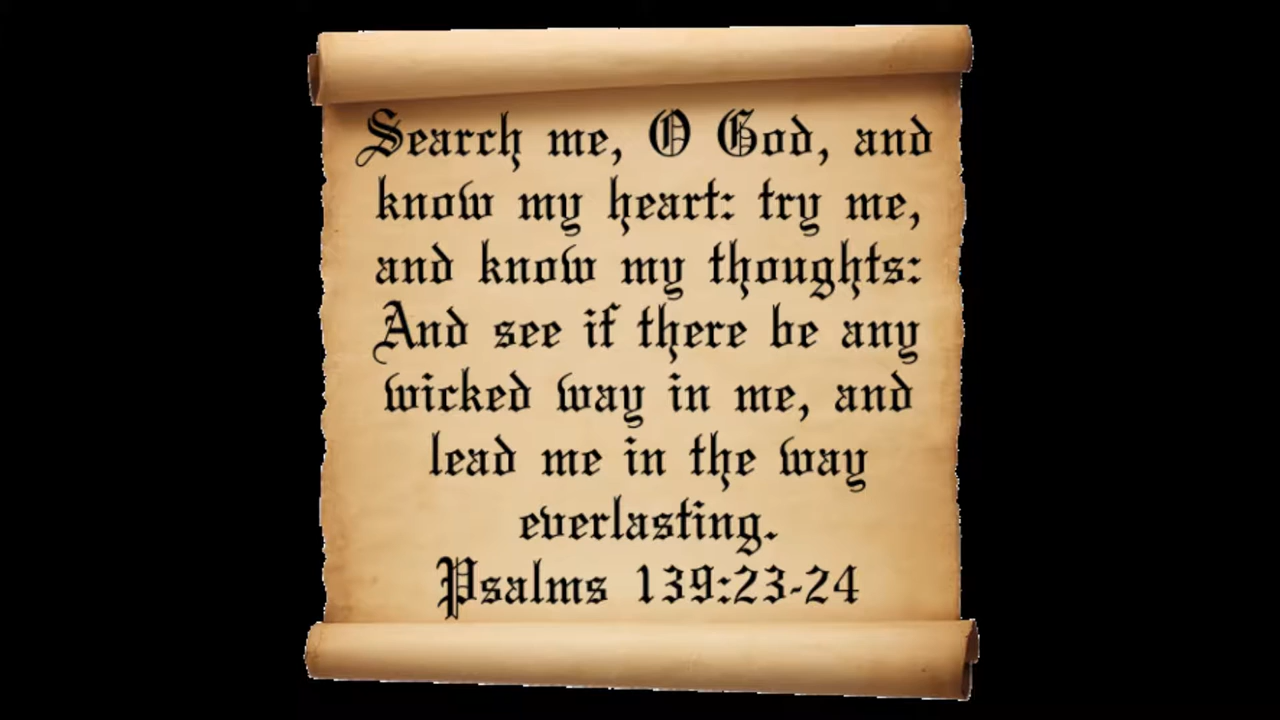 Search me, O God, and
know my heart: try me,
and know my thoughts:
And see if there be any
wicked way in me, and
lead me in the way
everlasting.
Psalms 139:23-24